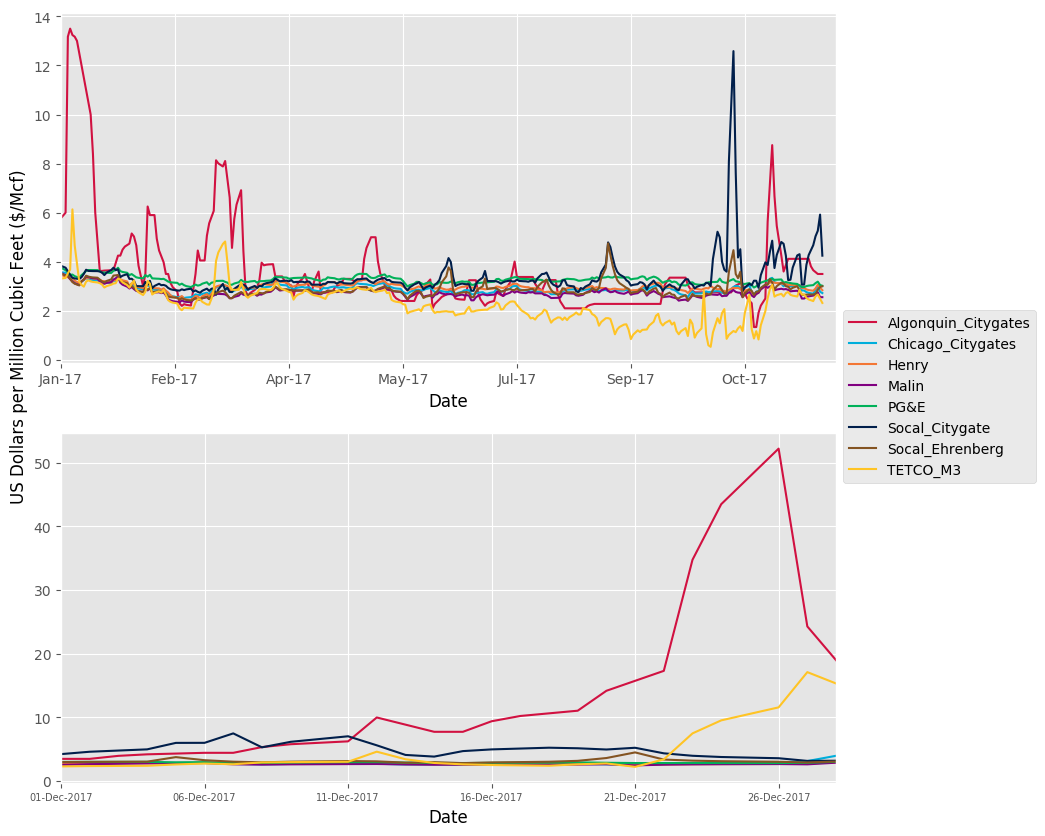 14
12
10
8
6
4
2
0
Jan-17 Feb-17 Apr-17 May-17 Jul-17 Sep-17 Oct-17
Date
US Dollars per Million Cubic Feet ($/Mcf)
Algonquin_Citygates
Chicago_Citygates
Henry
Malin
PG&E
Socal_Citygate
Socal_Ehrenberg
TETCO_M3
50
40
30
20
10
0
01-Dec-2017 06-Dec-2017 11-Dec-2017 16-Dec-2017 21-Dec-2017 26-Dec-2017
Date